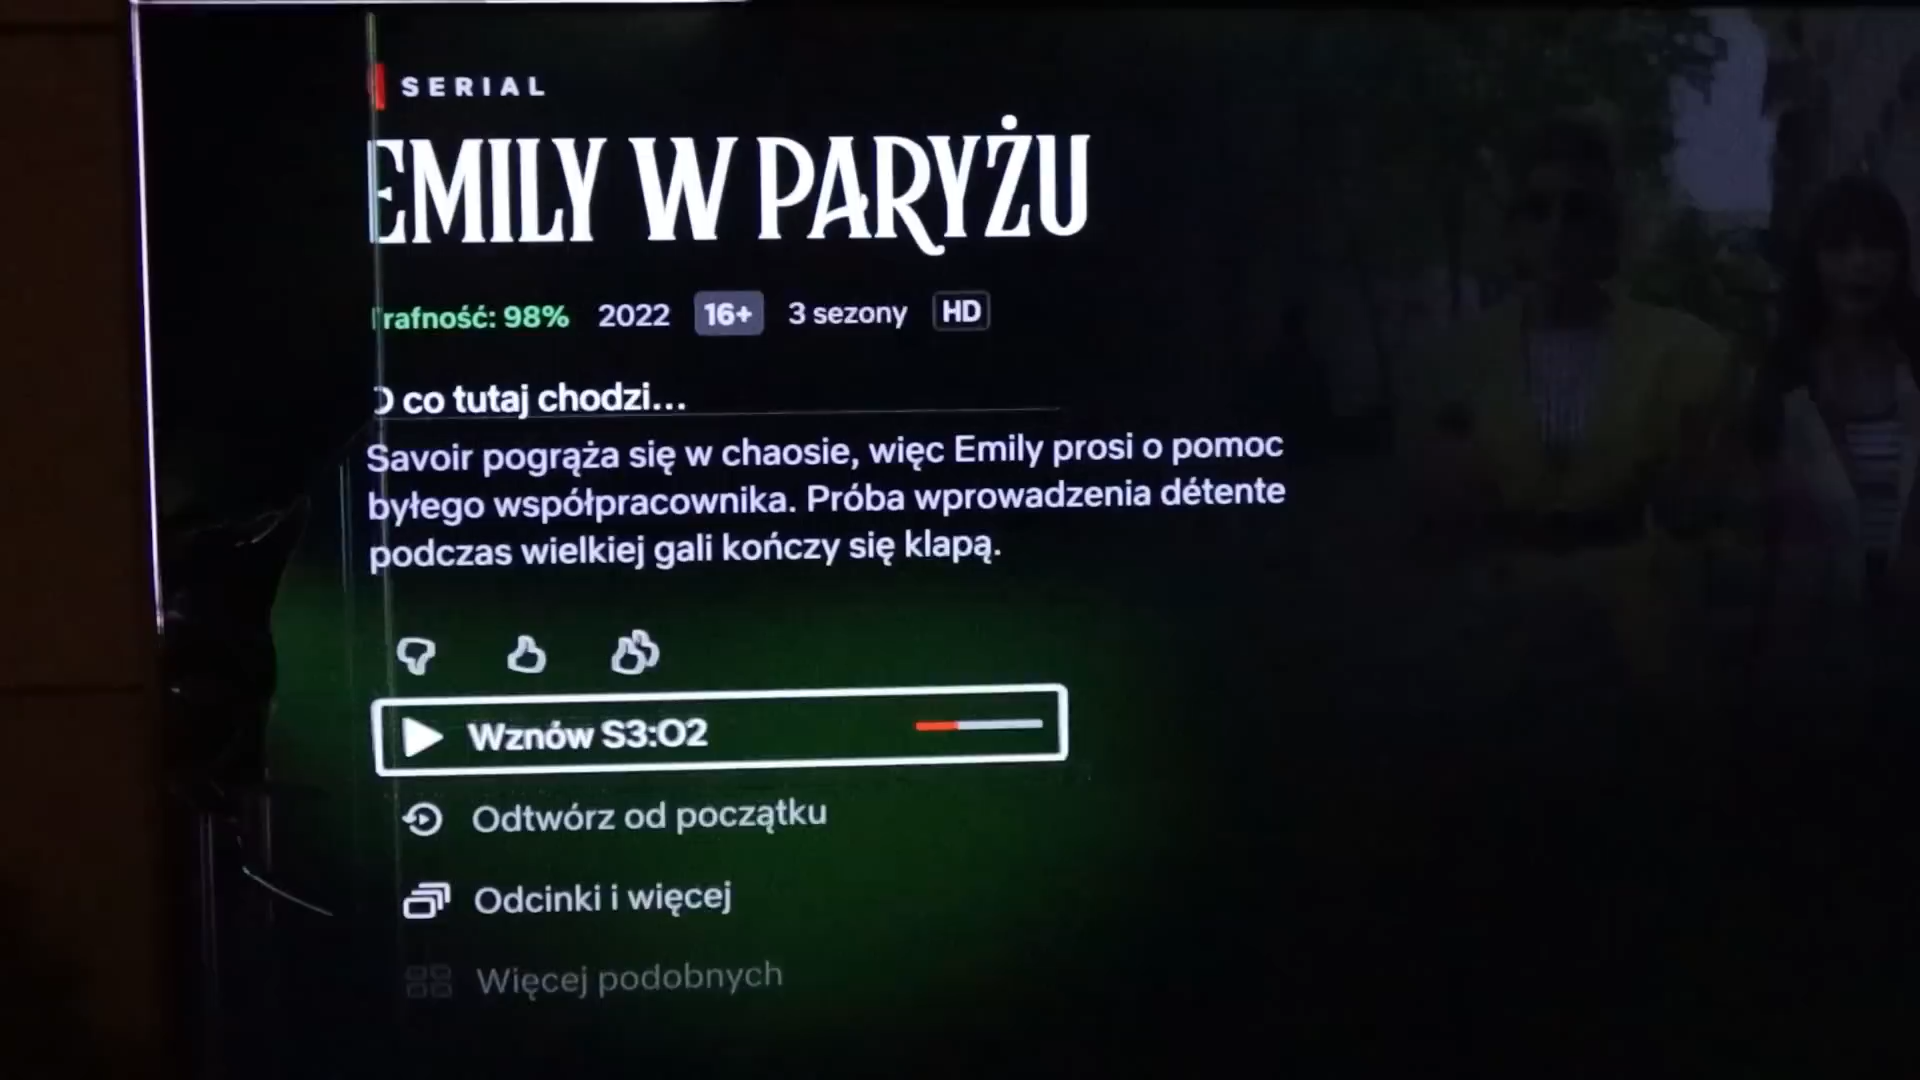 SERIAL
EMILY W PARYŻU
Trafność: 98% 2022 16+ 3 sezony HD
O co tutaj chodzi...
Savoir pogrąża się w chaosie, więc Emily prosi o pomoc
byłego współpracownika. Próba wprowadzenia détente
podczas wielkiej gali kończy się klapą.
Wznów S3:O2
Odtwórz od początku
Odcinki i więcej
Więcej podobnych